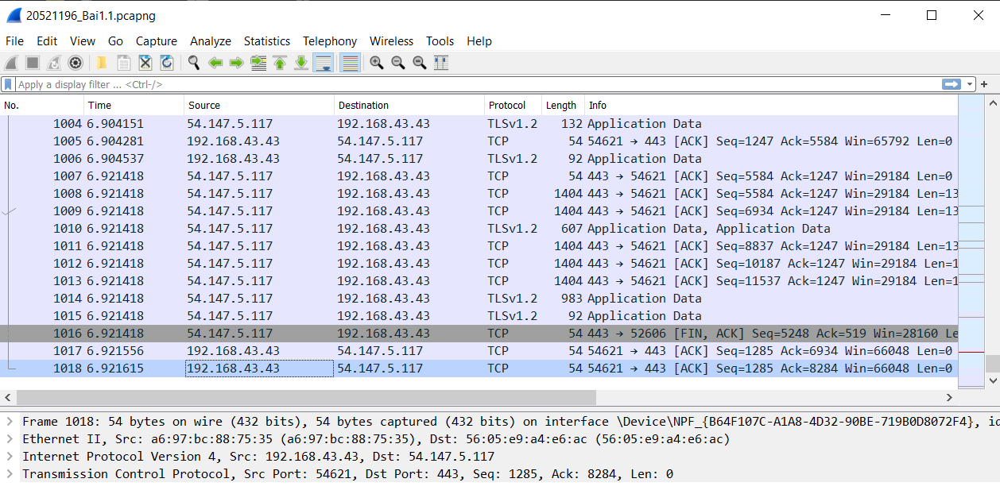 20521196_Bai1.1.pcapng
File Edit View Go Capture Analyze Statistics Telephony Wireless Tools Help
Apply a display filter ... <Ctrl-/>
No. Time Source Destination Protocol Length Info
1004 6.904151 54.147.5.117 192.168.43.43 TLSv1.2 132 Application Data
1005 6.904281 192.168.43.43 54.147.5.117 TCP 54 54621 → 443 [ACK] Seq=1247 Ack=5584 Win=65792 Len=0
1006 6.904537 192.168.43.43 54.147.5.117 TLSv1.2 92 Application Data
1007 6.921418 54.147.5.117 192.168.43.43 TCP 54 443 → 54621 [ACK] Seq=5584 Ack=1247 Win=29184 Len=0
1008 6.921418 54.147.5.117 192.168.43.43 TCP 1404 443 → 54621 [ACK] Seq=5584 Ack=1247 Win=29184 Len=13
1009 6.921418 54.147.5.117 192.168.43.43 TCP 1404 443 → 54621 [ACK] Seq=6934 Ack=1247 Win=29184 Len=13
1010 6.921418 54.147.5.117 192.168.43.43 TLSv1.2 607 Application Data, Application Data
1011 6.921418 54.147.5.117 192.168.43.43 TCP 1404 443 → 54621 [ACK] Seq=8837 Ack=1247 Win=29184 Len=13
1012 6.921418 54.147.5.117 192.168.43.43 TCP 1404 443 → 54621 [ACK] Seq=10187 Ack=1247 Win=29184 Len=1
1013 6.921418 54.147.5.117 192.168.43.43 TCP 1404 443 → 54621 [ACK] Seq=11537 Ack=1247 Win=29184 Len=1
1014 6.921418 54.147.5.117 192.168.43.43 TLSv1.2 983 Application Data
1015 6.921418 54.147.5.117 192.168.43.43 TLSv1.2 92 Application Data
1016 6.921418 54.147.5.117 192.168.43.43 TCP 54 443 → 52606 [FIN, ACK] Seq=5248 Ack=519 Win=28160 Le
1017 6.921556 192.168.43.43 54.147.5.117 TCP 54 54621 → 443 [ACK] Seq=1285 Ack=6934 Win=66048 Len=0
1018 6.921615 192.168.43.43 54.147.5.117 TCP 54 54621 → 443 [ACK] Seq=1285 Ack=8284 Win=66048 Len=0
Frame 1018: 54 bytes on wire (432 bits), 54 bytes captured (432 bits) on interface \Device\NPF_{B64F107C-A1A8-4D32-90BE-719B0D8072F4}, id
Ethernet II, Src: a6:97:bc:88:75:35 (a6:97:bc:88:75:35), Dst: 56:05:e9:a4:e6:ac (56:05:e9:a4:e6:ac)
Internet Protocol Version 4, Src: 192.168.43.43, Dst: 54.147.5.117
Transmission Control Protocol, Src Port: 54621, Dst Port: 443, Seq: 1285, Ack: 8284, Len: 0